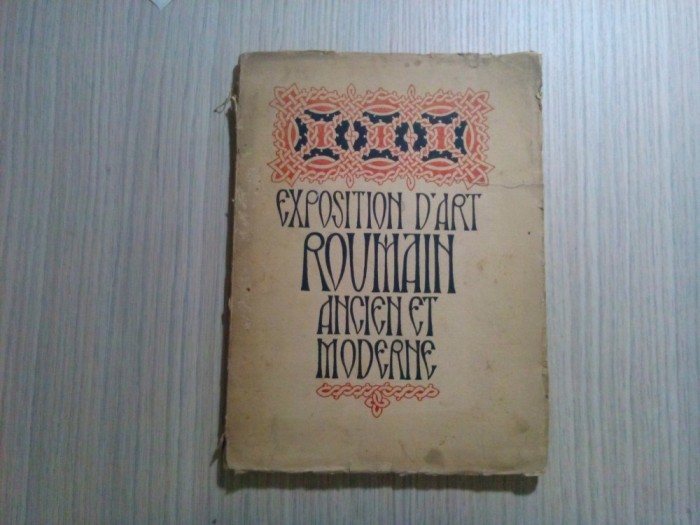 EXPOSITION D'ART
ROUMAIN
ANCIEN ET
MODERNE